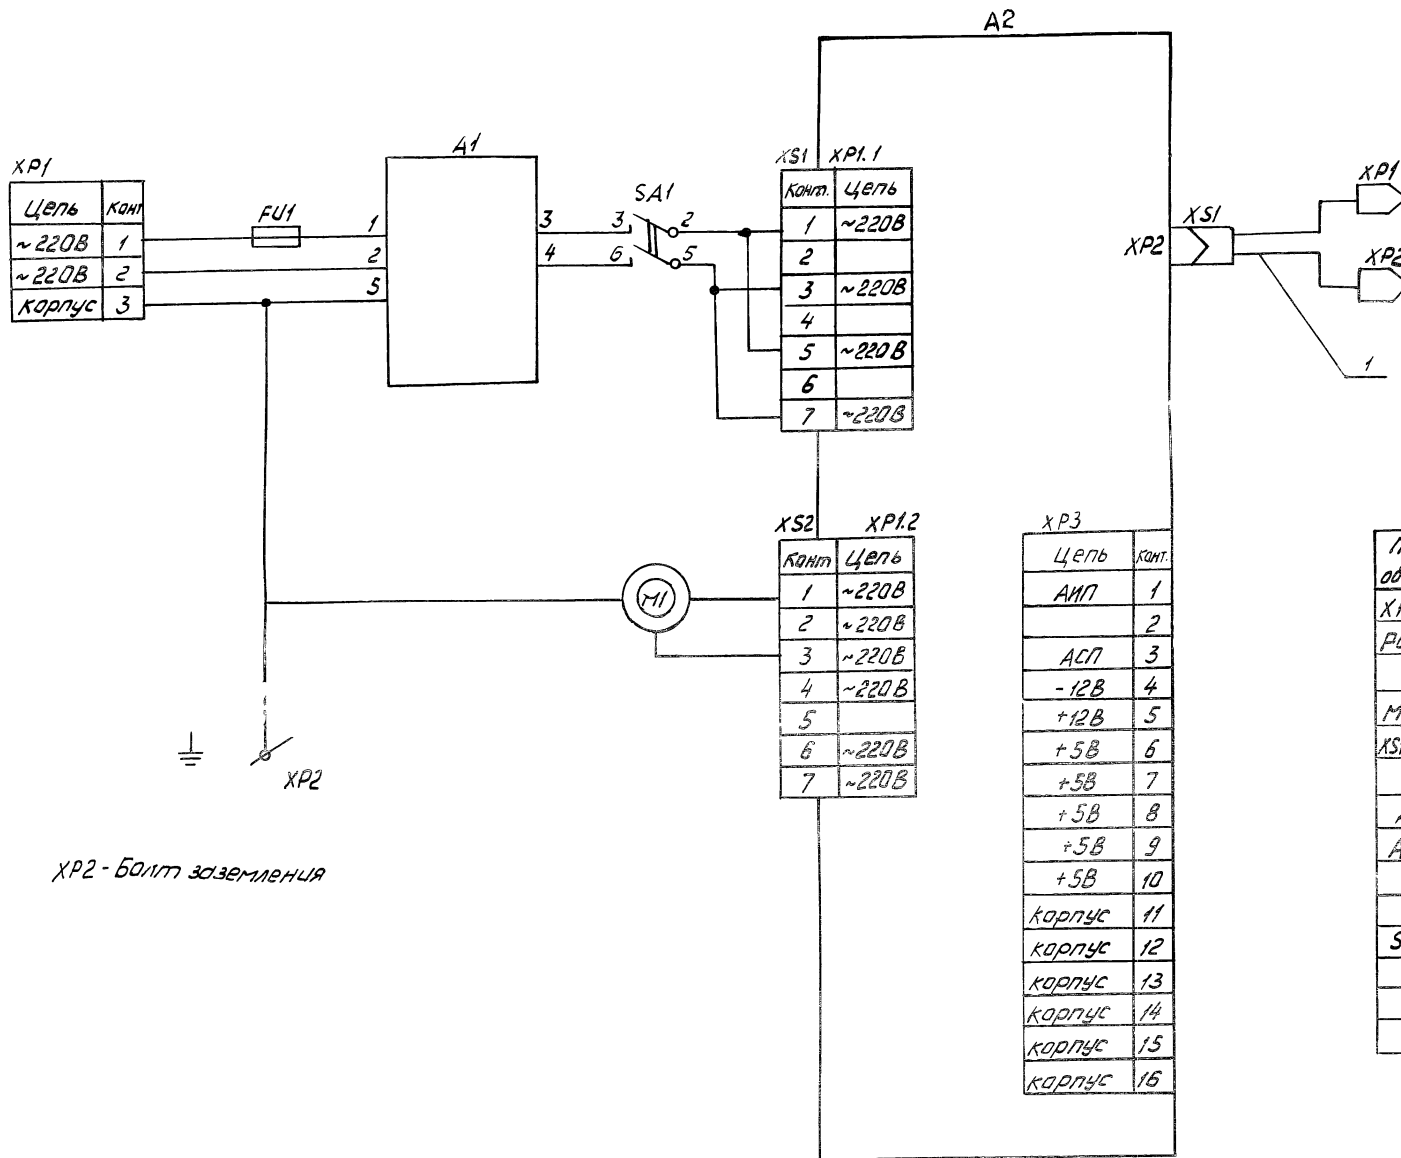 A2
XP1
Цепь Конт
~220В 1
~220В 2
корпус 3
FU1
1
2
5
A1
3
4
SA1
3 2
6 5
XS1 XP1.1
Конт. Цепь
1 ~220В
2
3 ~220В
4
5 ~220В
6
7 ~220В
XP2
XS1
XP1
XP2
1
XS2 XP1.2
Конт Цепь
1 ~220В
2 ~220В
3 ~220В
4 ~220В
5
6 ~220В
7 ~220В
M1
XP2
XP2 - Болт заземления
XP3
Цепь Конт.
АИП 1
2
АСП 3
-12В 4
+12В 5
+5В 6
+5В 7
+5В 8
+5В 9
+5В 10
корпус 11
корпус 12
корпус 13
корпус 14
корпус 15
корпус 16